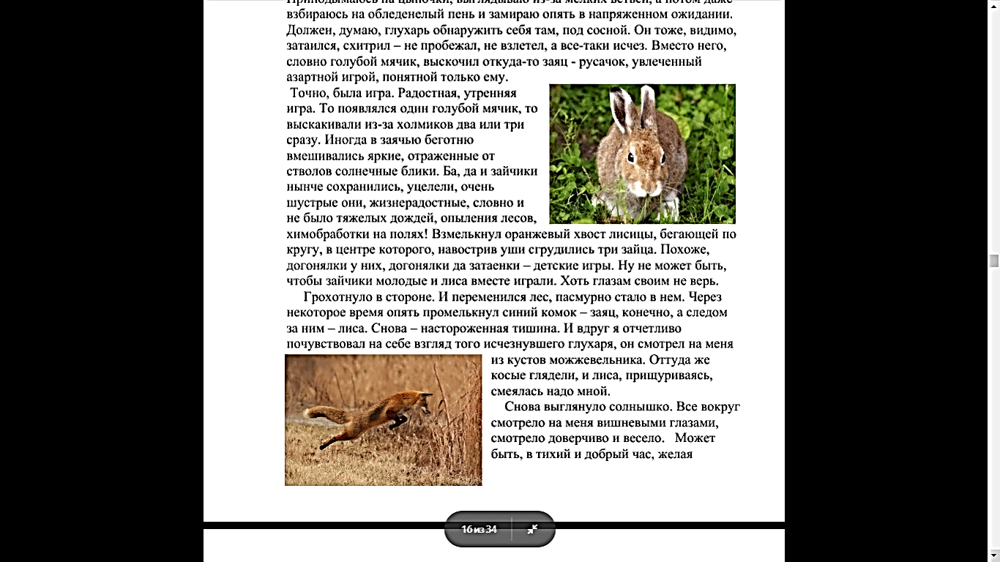 Приподымаюсь на цыпочки, выглядываю из-за мелких ветвей, а потом даже
взбираюсь на обледенелый пень и замираю опять в напряженном ожидании.
Должен, думаю, глухарь обнаружить себя там, под сосной. Он тоже, видимо,
затаился, схитрил – не пробежал, не взлетел, а все-таки исчез. Вместо него,
словно голубой мячик, выскочил откуда-то заяц - русачок, увлеченный
азартной игрой, понятной только ему.
Точно, была игра. Радостная, утренняя
игра. То появлялся один голубой мячик, то
выскакивали из-за холмиков два или три
сразу. Иногда в заячью беготню
вмешивались яркие, отраженные от
стволов солнечные блики. Ба, да и зайчики
нынче сохранились, уцелели, очень
шустрые они, жизнерадостные, словно и
не было тяжелых дождей, опыления лесов,
химобработки на полях! Взмелькнул оранжевый хвост лисицы, бегающей по
кругу, в центре которого, навострив уши сгрудились три зайца. Похоже,
догонялки у них, догонялки да затаенки – детские игры. Ну не может быть,
чтобы зайчики молодые и лиса вместе играли. Хоть глазам своим не верь.
Грохотнуло в стороне. И переменился лес, пасмурно стало в нем. Через
некоторое время опять промелькнул синий комок – заяц, конечно, а следом
за ним – лиса. Снова – настороженная тишина. И вдруг я отчетливо
почувствовал на себе взгляд того исчезнувшего глухаря, он смотрел на меня
из кустов можжевельника. Оттуда же
косые глядели, и лиса, прищуриваясь,
смеялась надо мной.
Снова выглянуло солнышко. Все вокруг
смотрело на меня вишневыми глазами,
смотрело доверчиво и весело. Может
быть, в тихий и добрый час, желая
16 из 34